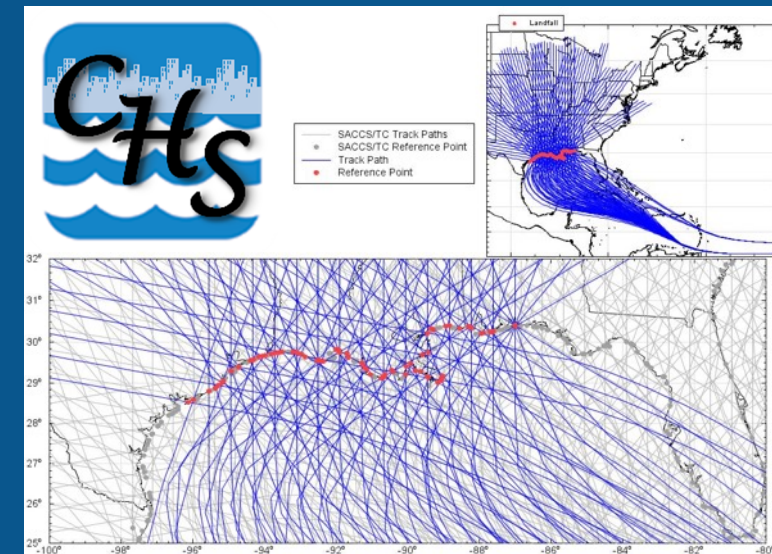 CHS
Landfall
SACCS/TC Track Paths
SACCS/TC Reference Point
Track Path
Reference Point
32°
31°
30°
29°
28°
27°
26°
25°
-100° -98° -96° -94° -92° -90° -88° -86° -84° -82° -80°